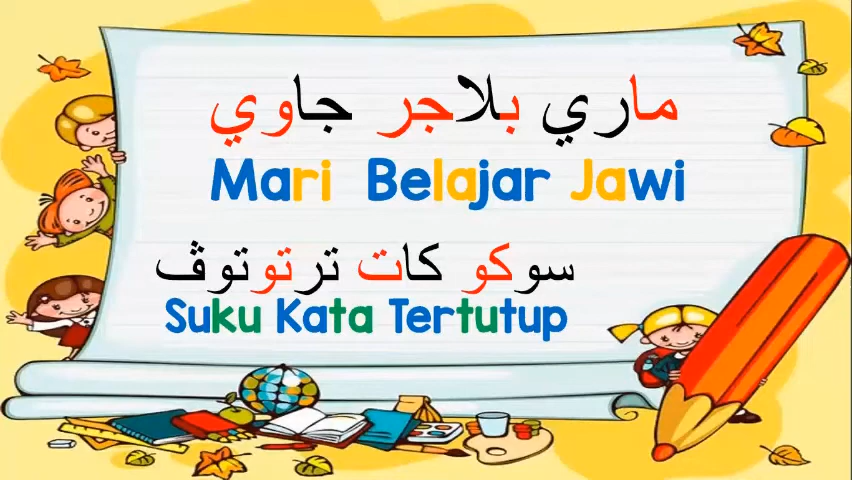 ماري بلاجر جاوي
Mari Belajar Jawi
سوكو كات ترتوتوڤ
Suku Kata Tertutup